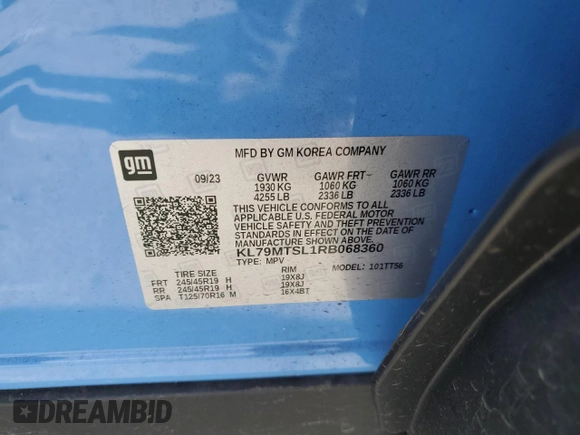 gm
MFD BY GM KOREA COMPANY
09/23 GVWR GAWR FRT GAWR RR
1930 KG 1060 KG 1060 KG
4255 LB 2336 LB 2336 LB
THIS VEHICLE CONFORMS TO ALL
APPLICABLE U.S. FEDERAL MOTOR
VEHICLE SAFETY AND THEFT PREVENTION
STANDARDS IN EFFECT ON THE DATE OF
MANUFACTURE SHOWN ABOVE.
KL79MTSL1RB068360
TYPE: MPV MODEL: 101TT56
TIRE SIZE RIM
FRT 245/45R19 H 19X8J
RR 245/45R19 H 19X8J
SPA T125/70R16 M 16X4BT
DREAMBID